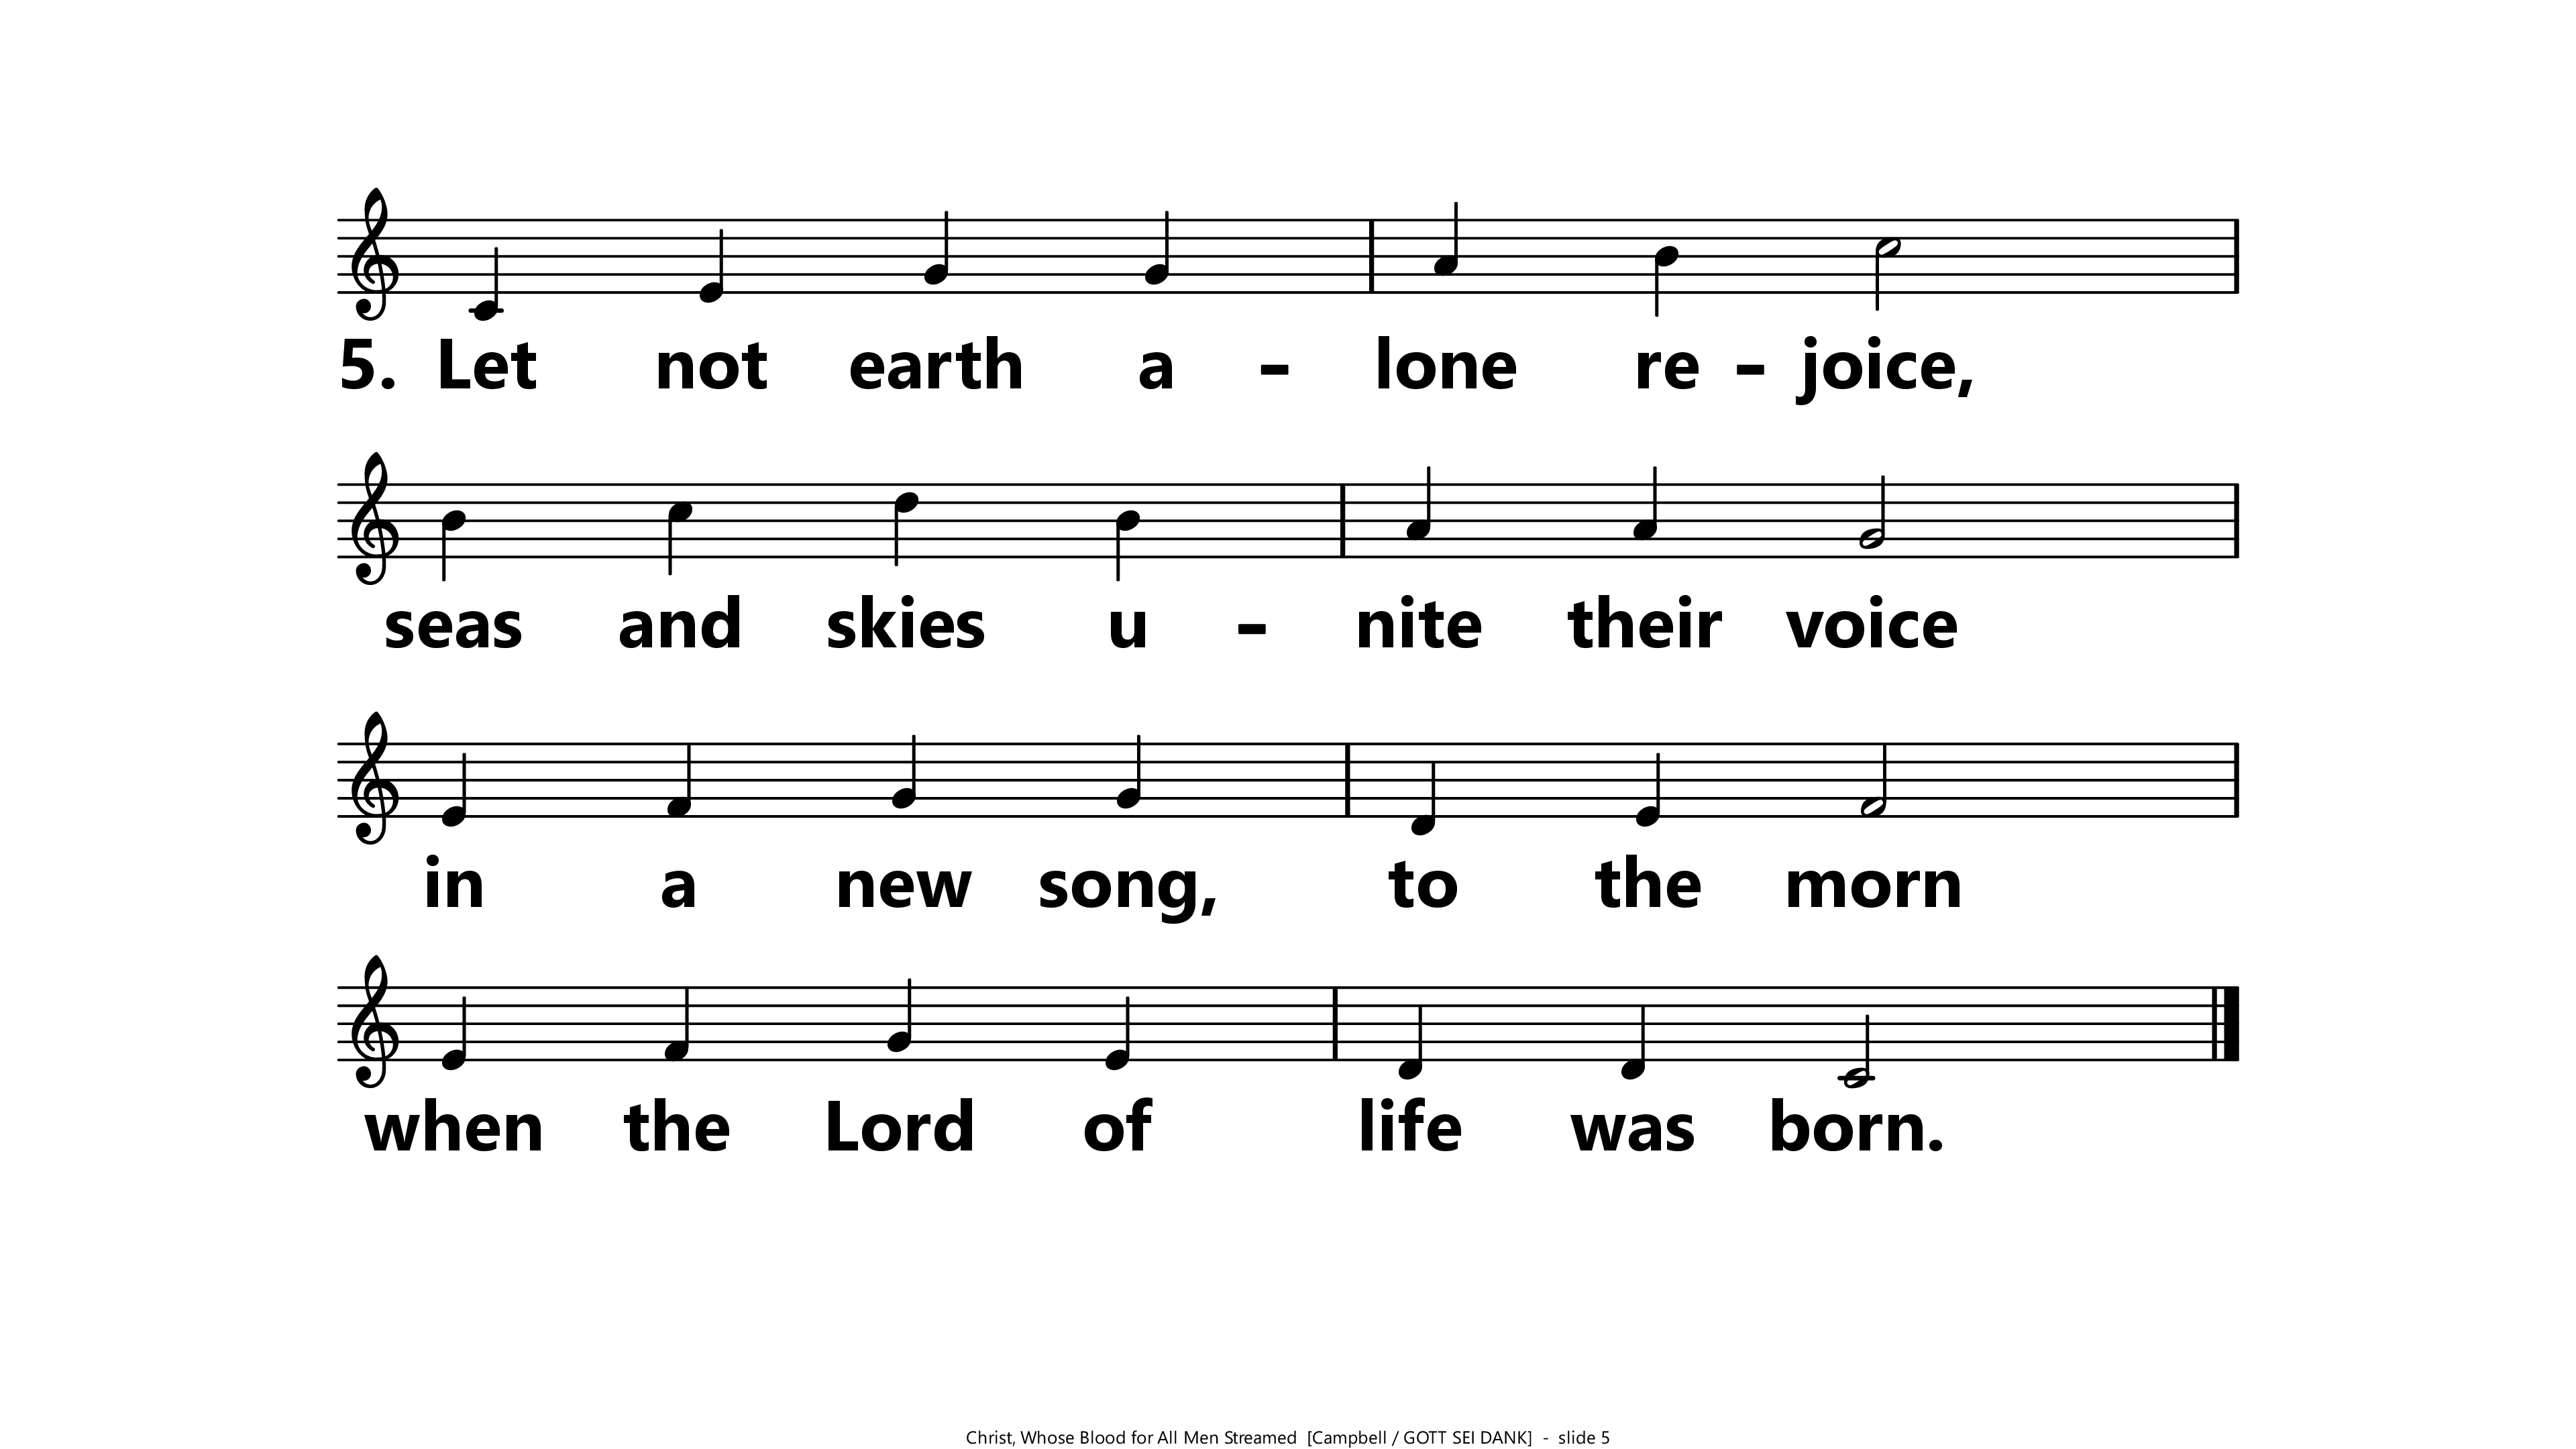 5. Let not earth a - lone re - joice,
seas and skies u - nite their voice
in a new song, to the morn
when the Lord of life was born.
Christ, Whose Blood for All Men Streamed [Campbell / GOTT SEI DANK] - slide 5